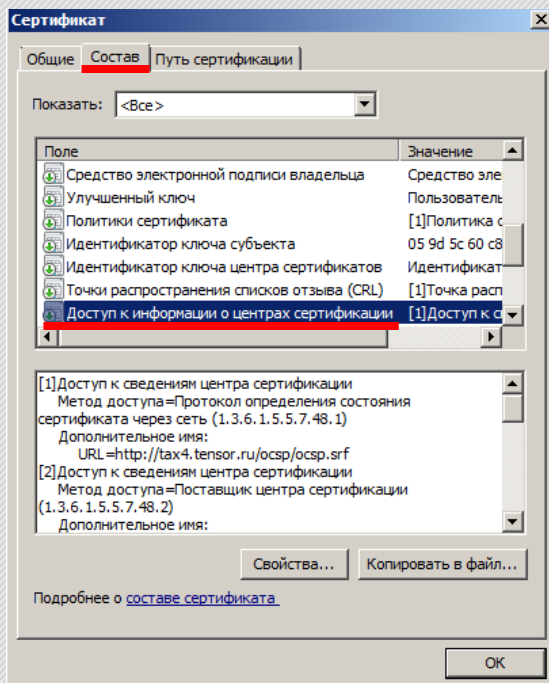 Сертификат
Общие Состав Путь сертификации
Показать: <Все>
Поле Значение
Средство электронной подписи владельца Средство эле
Улучшенный ключ Пользователь
Политики сертификата [1]Политика с
Идентификатор ключа субъекта 05 9d 5c 60 c8
Идентификатор ключа центра сертификатов Идентификат
Точки распространения списков отзыва (CRL) [1]Точка расп
Доступ к информации о центрах сертификации [1]Доступ к с
[1]Доступ к сведениям центра сертификации
Метод доступа=Протокол определения состояния
сертификата через сеть (1.3.6.1.5.5.7.48.1)
Дополнительное имя:
URL=http://tax4.tensor.ru/ocsp/ocsp.srf
[2]Доступ к сведениям центра сертификации
Метод доступа=Поставщик центра сертификации
(1.3.6.1.5.5.7.48.2)
Дополнительное имя:
Свойства... Копировать в файл...
Подробнее о составе сертификата
ОК